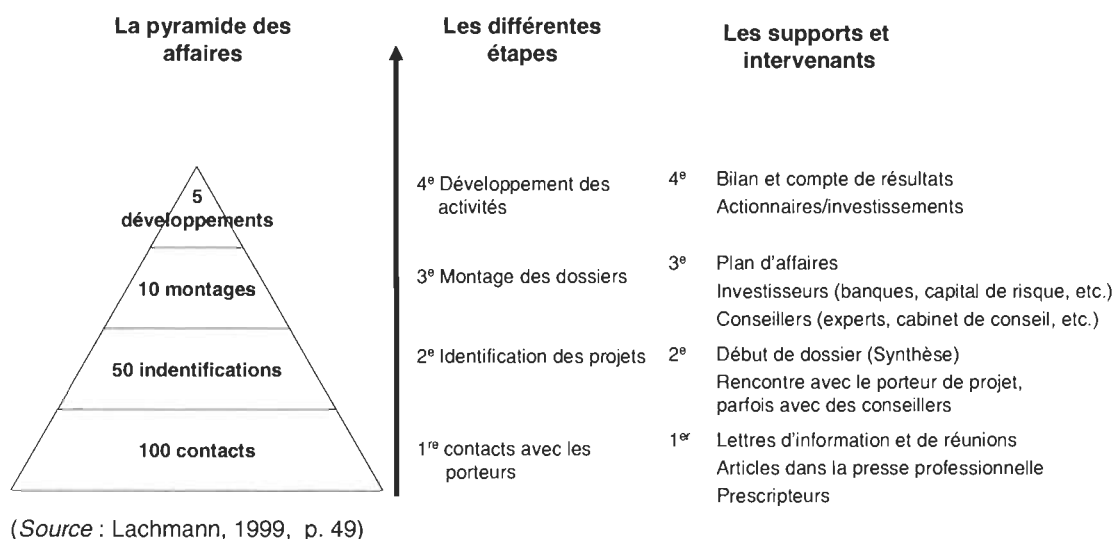 La pyramide des
affaires
Les différentes
étapes
Les supports et
intervenants
5
développements
10 montages
50 indentifications
100 contacts
4e Développement des
activités
3e Montage des dossiers
2e Identification des projets
1re contacts avec les
porteurs
4e Bilan et compte de résultats
Actionnaires/investissements
3e Plan d'affaires
Investisseurs (banques, capital de risque, etc.)
Conseillers (experts, cabinet de conseil, etc.)
2e Début de dossier (Synthèse)
Rencontre avec le porteur de projet,
parfois avec des conseillers
1er Lettres d'information et de réunions
Articles dans la presse professionnelle
Prescripteurs
(Source : Lachmann, 1999, p. 49)